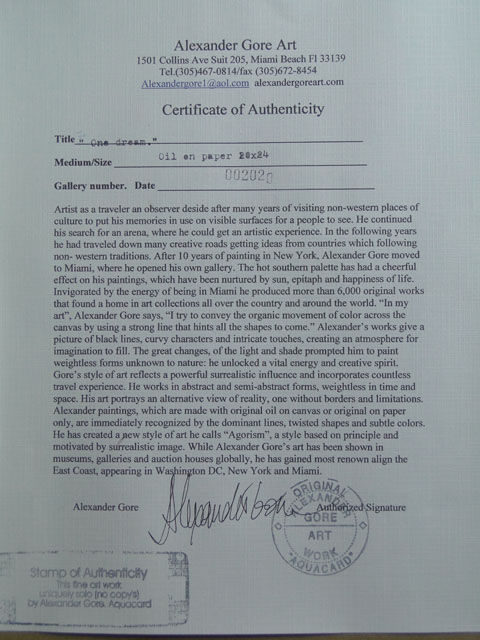 Alexander Gore Art
1501 Collins Ave Suit 205, Miami Beach Fl 33139
Tel.(305)467-0814/fax (305)672-8454
Alexandergore1@aol.com alexandergoreart.com
Certificate of Authenticity
Title " One dream."
Medium/Size Oil on paper 20x24
Gallery number. Date 002020
Artist as a traveler an observer deside after many years of visiting non-western places of
culture to put his memories in use on visible surfaces for a people to see. He continued
his search for an arena, where he could get an artistic experience. In the following years
he had traveled down many creative roads getting ideas from countries which following
non- western traditions. After 10 years of painting in New York, Alexander Gore moved
to Miami, where he opened his own gallery. The hot southern palette has had a cheerful
effect on his paintings, which have been nurtured by sun, epitaph and happiness of life.
Invigorated by the energy of being in Miami he produced more than 6,000 original works
that found a home in art collections all over the country and around the world. "In my
art", Alexander Gore says, "I try to convey the organic movement of color across the
canvas by using a strong line that hints all the shapes to come." Alexander's works give a
picture of black lines, curvy characters and intricate touches, creating an atmosphere for
imagination to fill. The great changes, of the light and shade prompted him to paint
weightless forms unknown to nature: he unlocked a vital energy and creative spirit.
Gore's style of art reflects a powerful surrealistic influence and incorporates countless
travel experience. He works in abstract and semi-abstract forms, weightless in time and
space. His art portrays an alternative view of reality, one without borders and limitations.
Alexander paintings, which are made with original oil on canvas or original on paper
only, are immediately recognized by the dominant lines, twisted shapes and subtle colors.
He has created a new style of art he calls "Agorism", a style based on principle and
motivated by surrealistic image. While Alexander Gore's art has been shown in
museums, galleries and auction houses globally, he has gained most renown align the
East Coast, appearing in Washington DC, New York and Miami.
Alexander Gore Alexander Gore Authorized Signature
ORIGINAL
ALEXANDER
GORE
ART
WORK
"AQUACARD"
Stamp of Authenticity
This fine art work
uniquely solo (no copy's)
by Alexander Gore. Aquacard